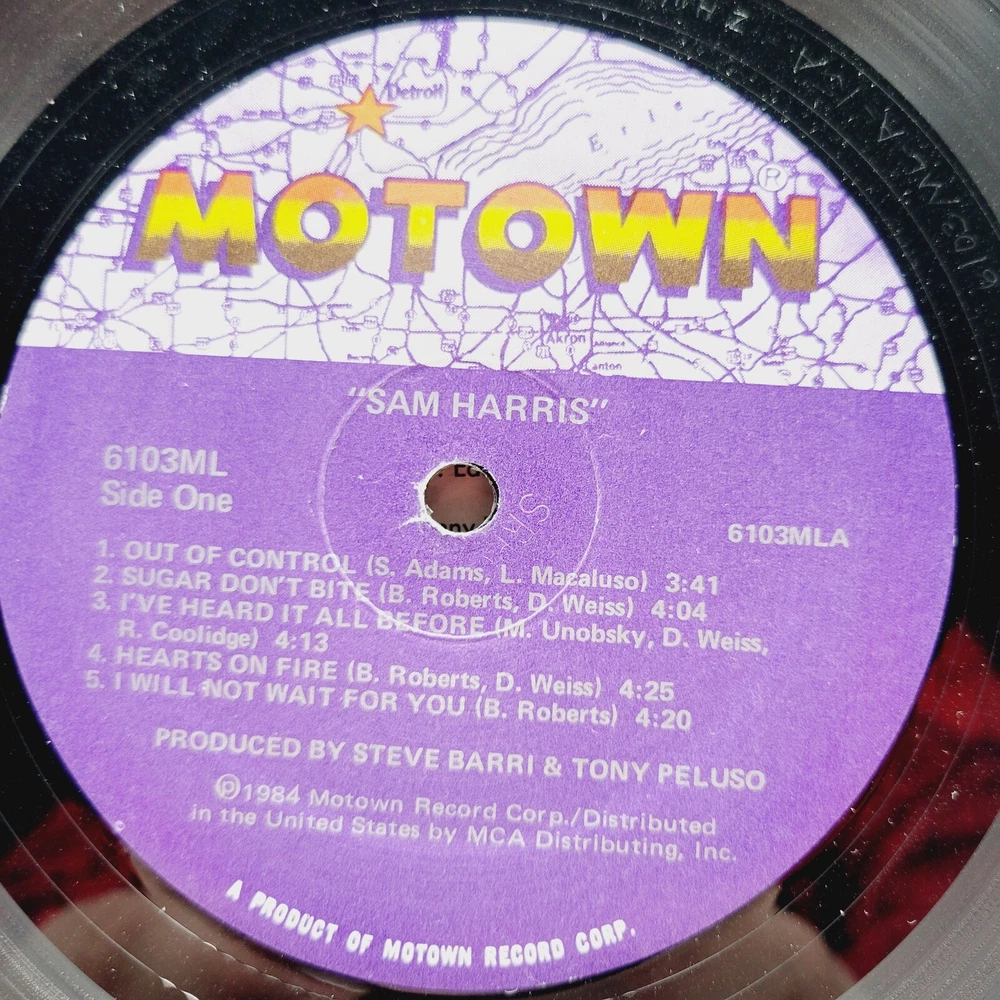 Detroit
MOTOWN®
Akron
"SAM HARRIS"
6103ML
Side One
6103MLA
1. OUT OF CONTROL (S. Adams, L. Macaluso) 3:41
2. SUGAR DON'T BITE (B. Roberts, D. Weiss) 4:04
3. I'VE HEARD IT ALL BEFORE (M. Unobsky, D. Weiss,
R. Coolidge) 4:13
4. HEARTS ON FIRE (B. Roberts, D. Weiss) 4:25
5. I WILL NOT WAIT FOR YOU (B. Roberts) 4:20
PRODUCED BY STEVE BARRI & TONY PELUSO
℗1984 Motown Record Corp./Distributed
in the United States by MCA Distributing, Inc.
A PRODUCT OF MOTOWN RECORD CORP.